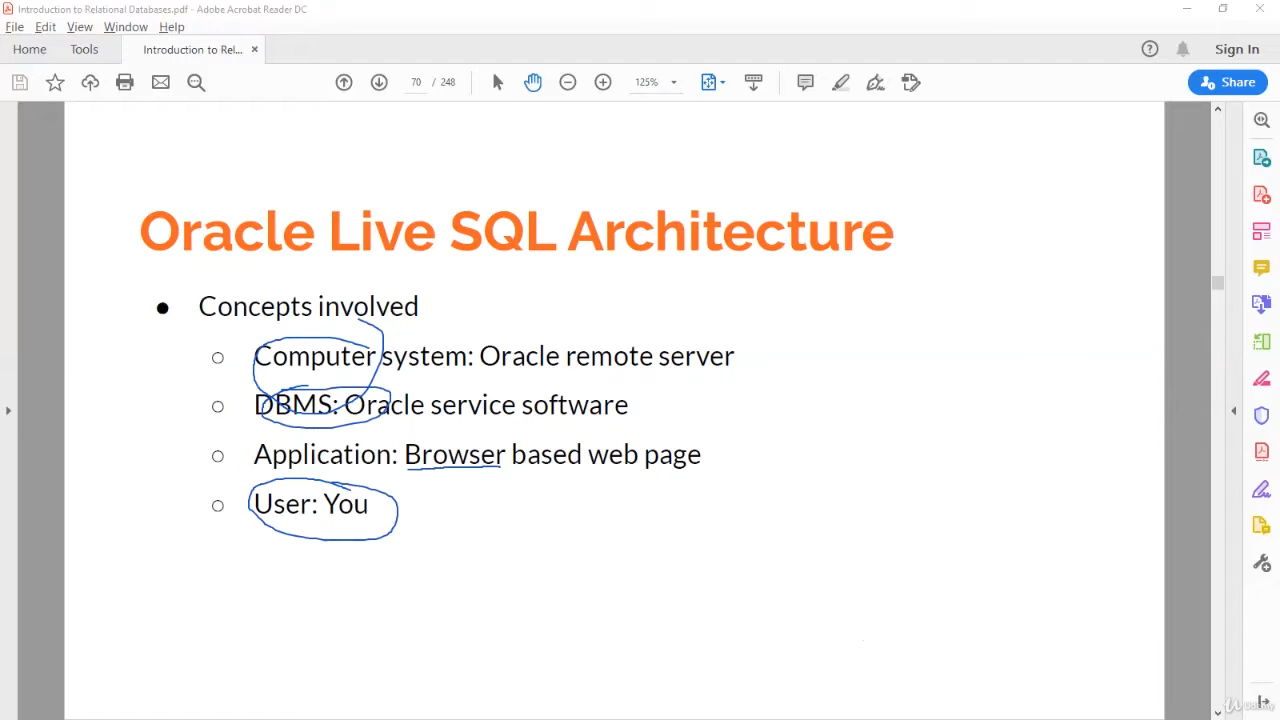 Introduction to Relational Databases.pdf - Adobe Acrobat Reader DC
File Edit View Window Help
Home Tools Introduction to Rel... × Sign In
70 / 248 125% Share
Oracle Live SQL Architecture
● Concepts involved
○ Computer system: Oracle remote server
○ DBMS: Oracle service software
○ Application: Browser based web page
○ User: You
Udemy